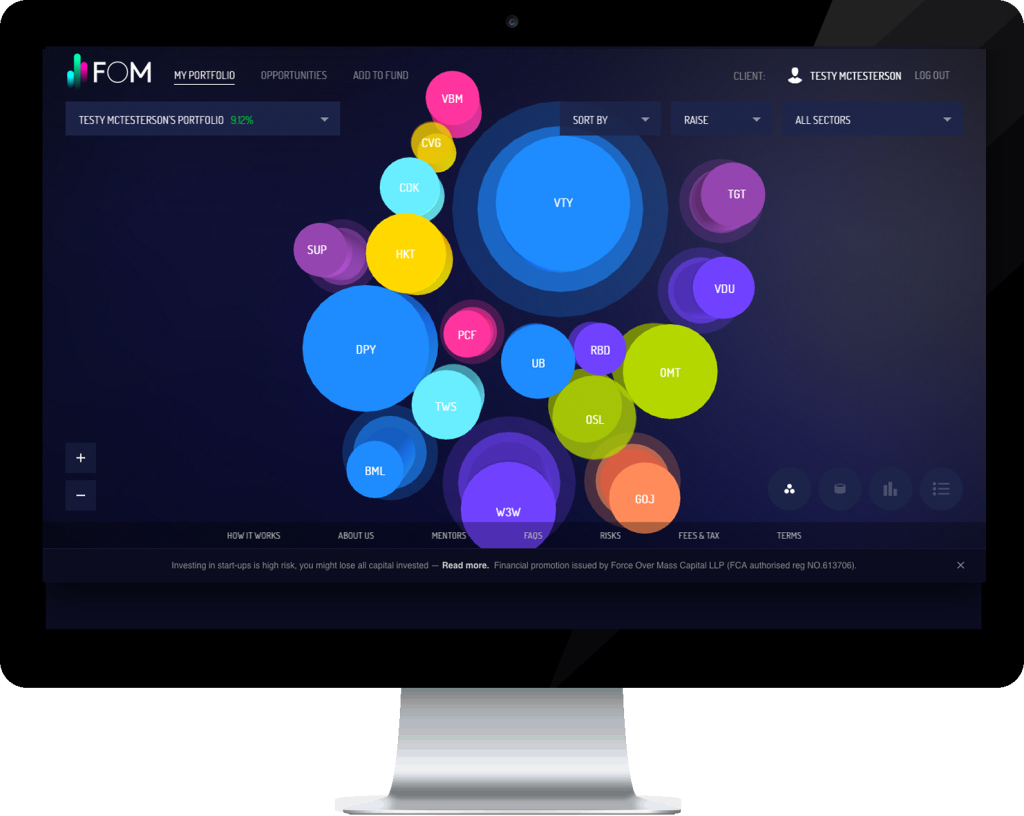 FOM
MY PORTFOLIO
OPPORTUNITIES
ADD TO FUND
CLIENT:
TESTY MCTESTERSON
LOG OUT
TESTY MCTESTERSON'S PORTFOLIO 9.12%
SORT BY
RAISE
ALL SECTORS
VBM
CVG
CDK
VTY
TGT
SUP
HKT
VDU
DPY
PCF
UB
RBD
OMT
TWS
OSL
BML
GOJ
W3W
+
−
HOW IT WORKS
ABOUT US
MENTORS
FAQS
RISKS
FEES & TAX
TERMS
Investing in start-ups is high risk, you might lose all capital invested — Read more. Financial promotion issued by Force Over Mass Capital LLP (FCA authorised reg NO.613706).